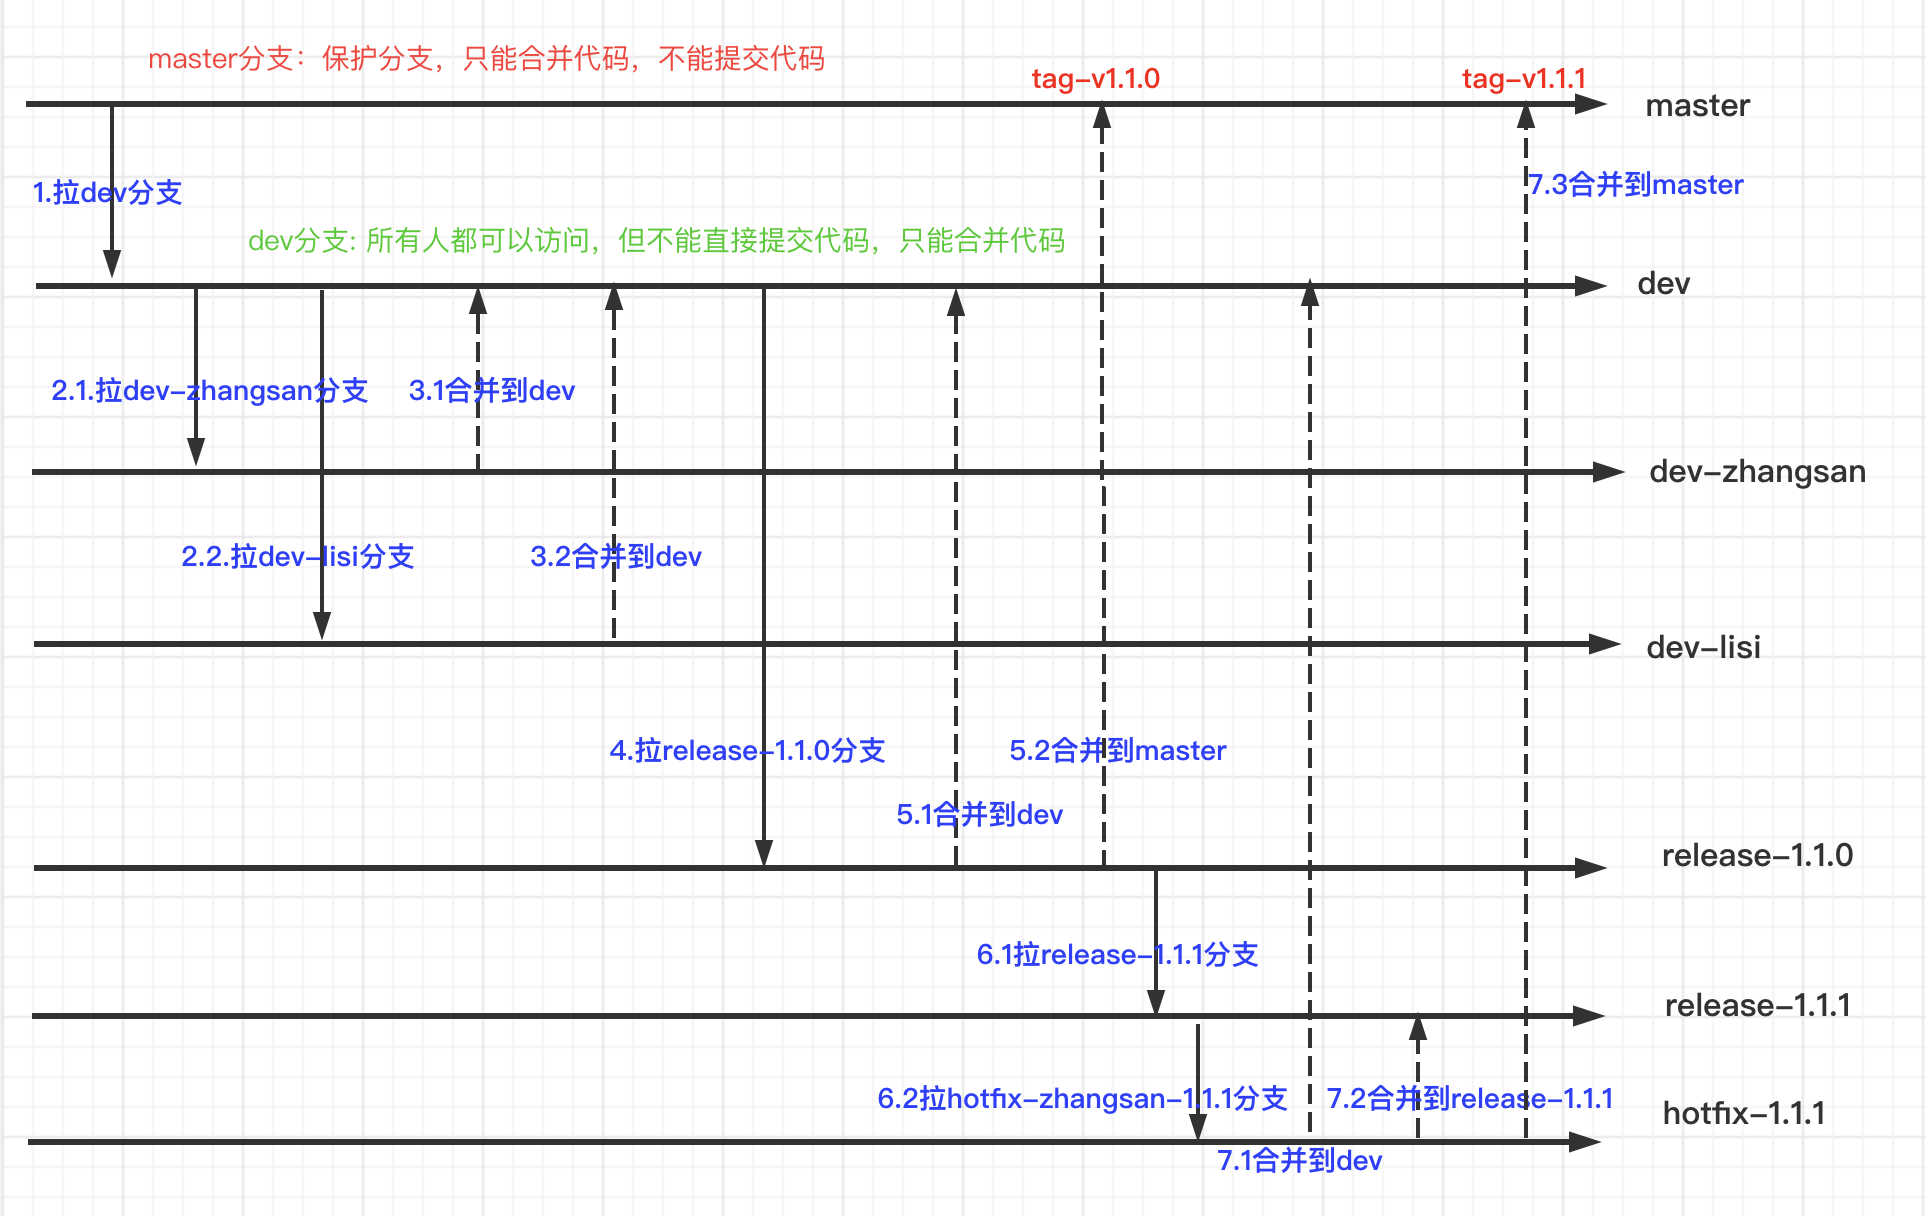 master分支：保护分支，只能合并代码，不能提交代码
tag-v1.1.0
tag-v1.1.1
master
1.拉dev分支
7.3合并到master
dev分支: 所有人都可以访问，但不能直接提交代码，只能合并代码
dev
2.1.拉dev-zhangsan分支
3.1合并到dev
dev-zhangsan
2.2.拉dev-lisi分支
3.2合并到dev
dev-lisi
4.拉release-1.1.0分支
5.2合并到master
5.1合并到dev
release-1.1.0
6.1拉release-1.1.1分支
release-1.1.1
6.2拉hotfix-zhangsan-1.1.1分支
7.2合并到release-1.1.1
hotfix-1.1.1
7.1合并到dev